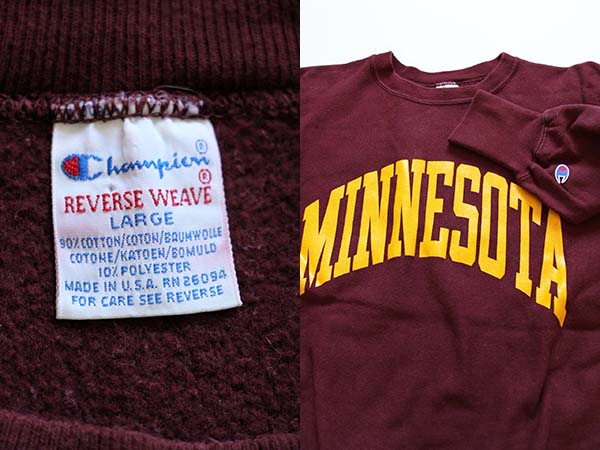 Champion®
REVERSE WEAVE®
LARGE
90% COTTON/COTON/BAUMWOLLE
COTONE/KATOEN/BOMULD
10% POLYESTER
MADE IN U.S.A. RN 26094
FOR CARE SEE REVERSE
MINNESOTA